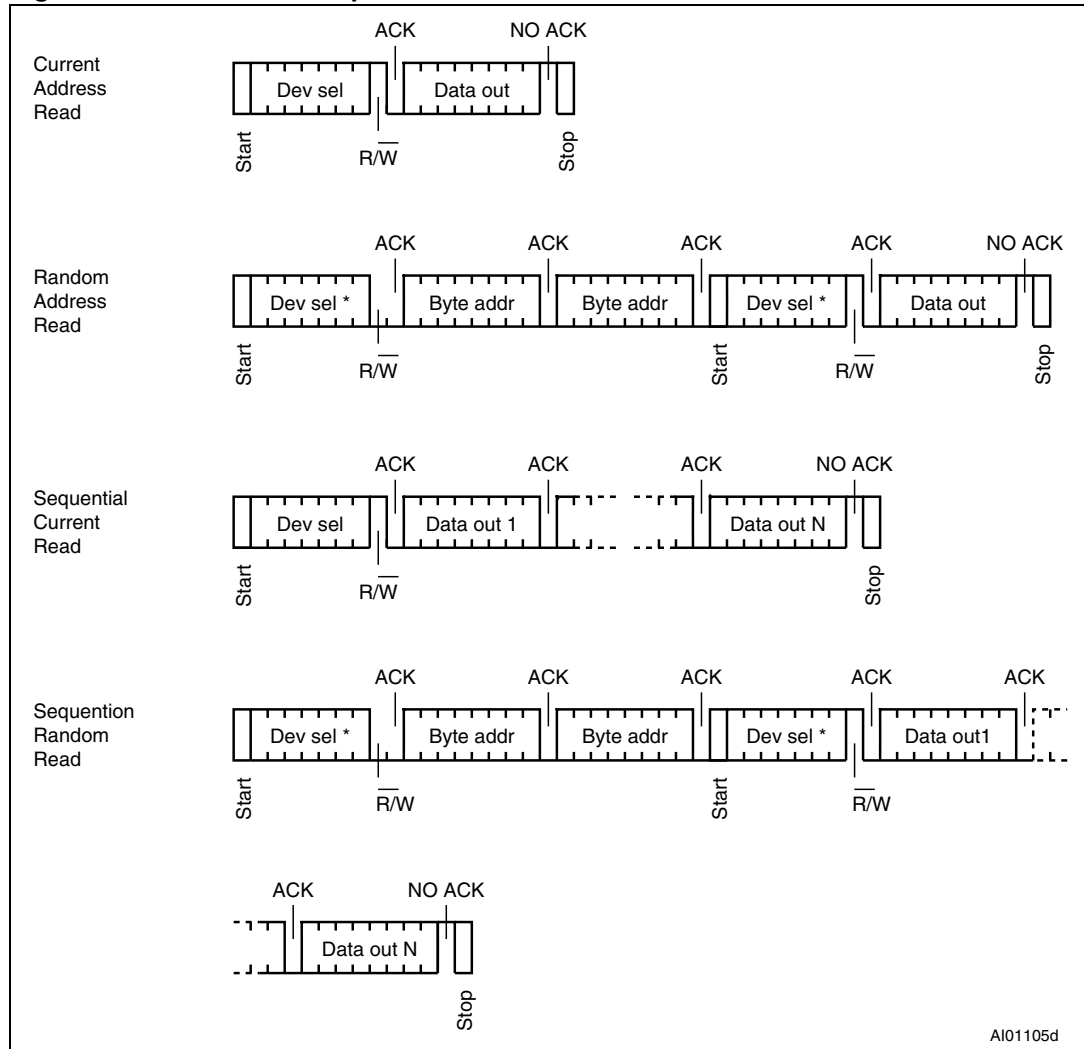 ACK NO ACK
Current
Address
Read
Dev sel Data out
Start R/W Stop
ACK ACK ACK ACK NO ACK
Random
Address
Read
Dev sel * Byte addr Byte addr Dev sel * Data out
Start R/W Start R/W Stop
ACK ACK ACK NO ACK
Sequential
Current
Read
Dev sel Data out 1 Data out N
Start R/W Stop
ACK ACK ACK ACK ACK
Sequention
Random
Read
Dev sel * Byte addr Byte addr Dev sel * Data out1
Start R/W Start R/W
ACK NO ACK
Data out N
Stop
AI01105d